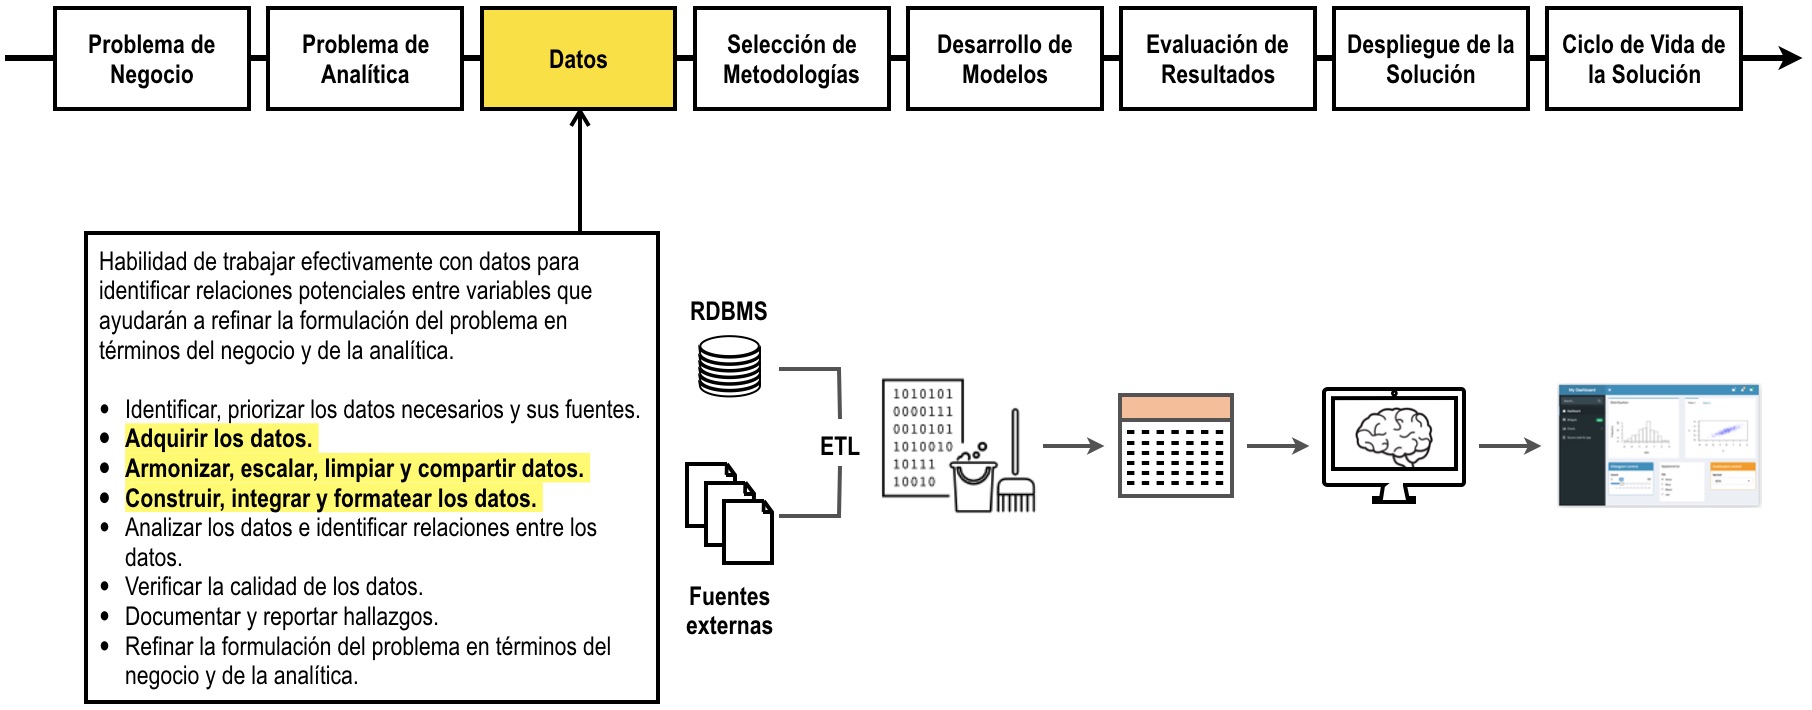 Problema de
Negocio
Problema de
Analítica
Datos
Selección de
Metodologías
Desarrollo de
Modelos
Evaluación de
Resultados
Despliegue de la
Solución
Ciclo de Vida de
la Solución
Habilidad de trabajar efectivamente con datos para
identificar relaciones potenciales entre variables que
ayudarán a refinar la formulación del problema en
términos del negocio y de la analítica.
• Identificar, priorizar los datos necesarios y sus fuentes.
• Adquirir los datos.
• Armonizar, escalar, limpiar y compartir datos.
• Construir, integrar y formatear los datos.
• Analizar los datos e identificar relaciones entre los
datos.
• Verificar la calidad de los datos.
• Documentar y reportar hallazgos.
• Refinar la formulación del problema en términos del
negocio y de la analítica.
RDBMS
ETL
Fuentes
externas
1010101
0000111
0010101
1010010
10111
10010
My Dashboard